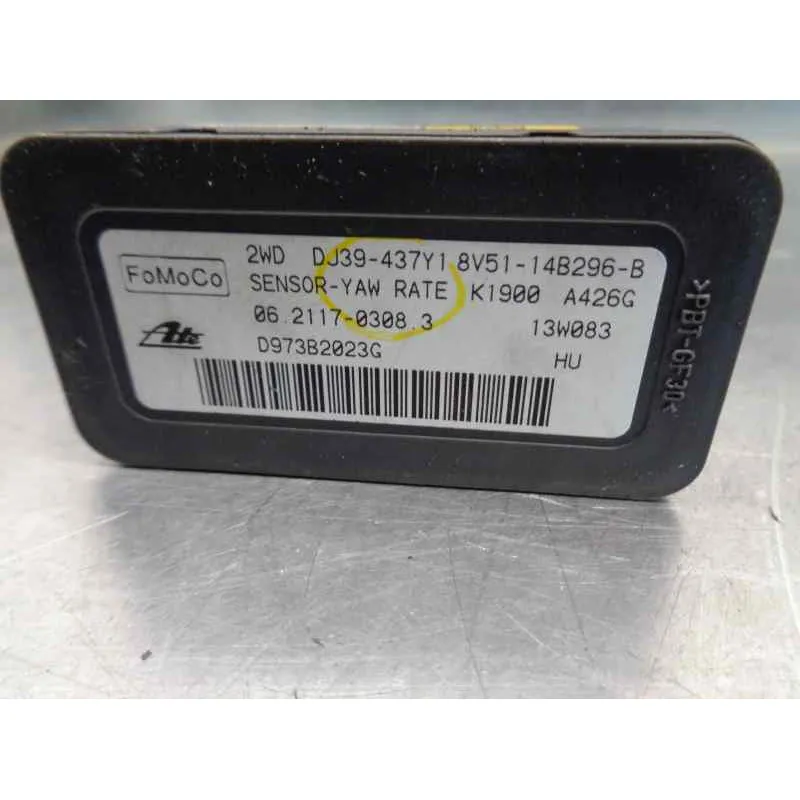 2WD DJ39-437Y1 8V51-14B296-B
FoMoCo
SENSOR-YAW RATE K1900 A426G
06.2117-0308.3 13W083
Ate
D973B2023G HU
>PBT-GF30<